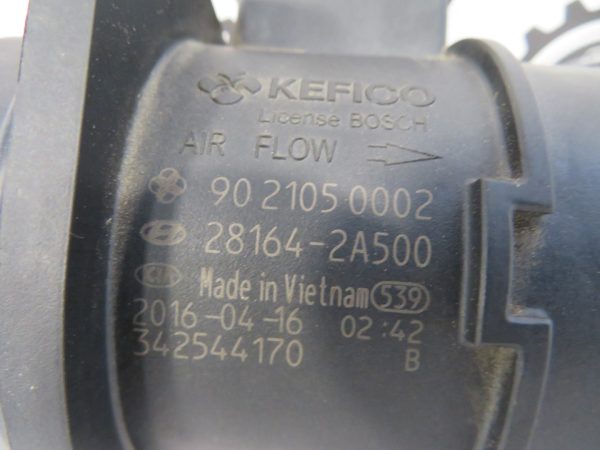 KEFICO
License BOSCH
AIR FLOW
90 2105 0002
28164-2A500
KIA Made in Vietnam 539
2016-04-16 02:42
342544170 B